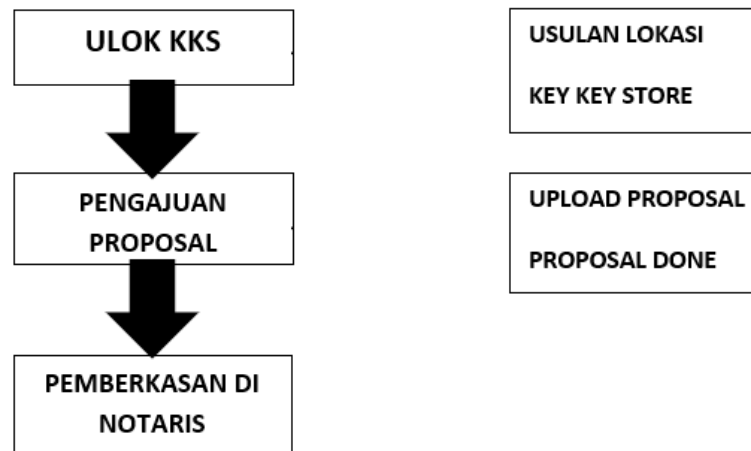 ULOK KKS
USULAN LOKASI
KEY KEY STORE
PENGAJUAN
PROPOSAL
UPLOAD PROPOSAL
PROPOSAL DONE
PEMBERKASAN DI
NOTARIS